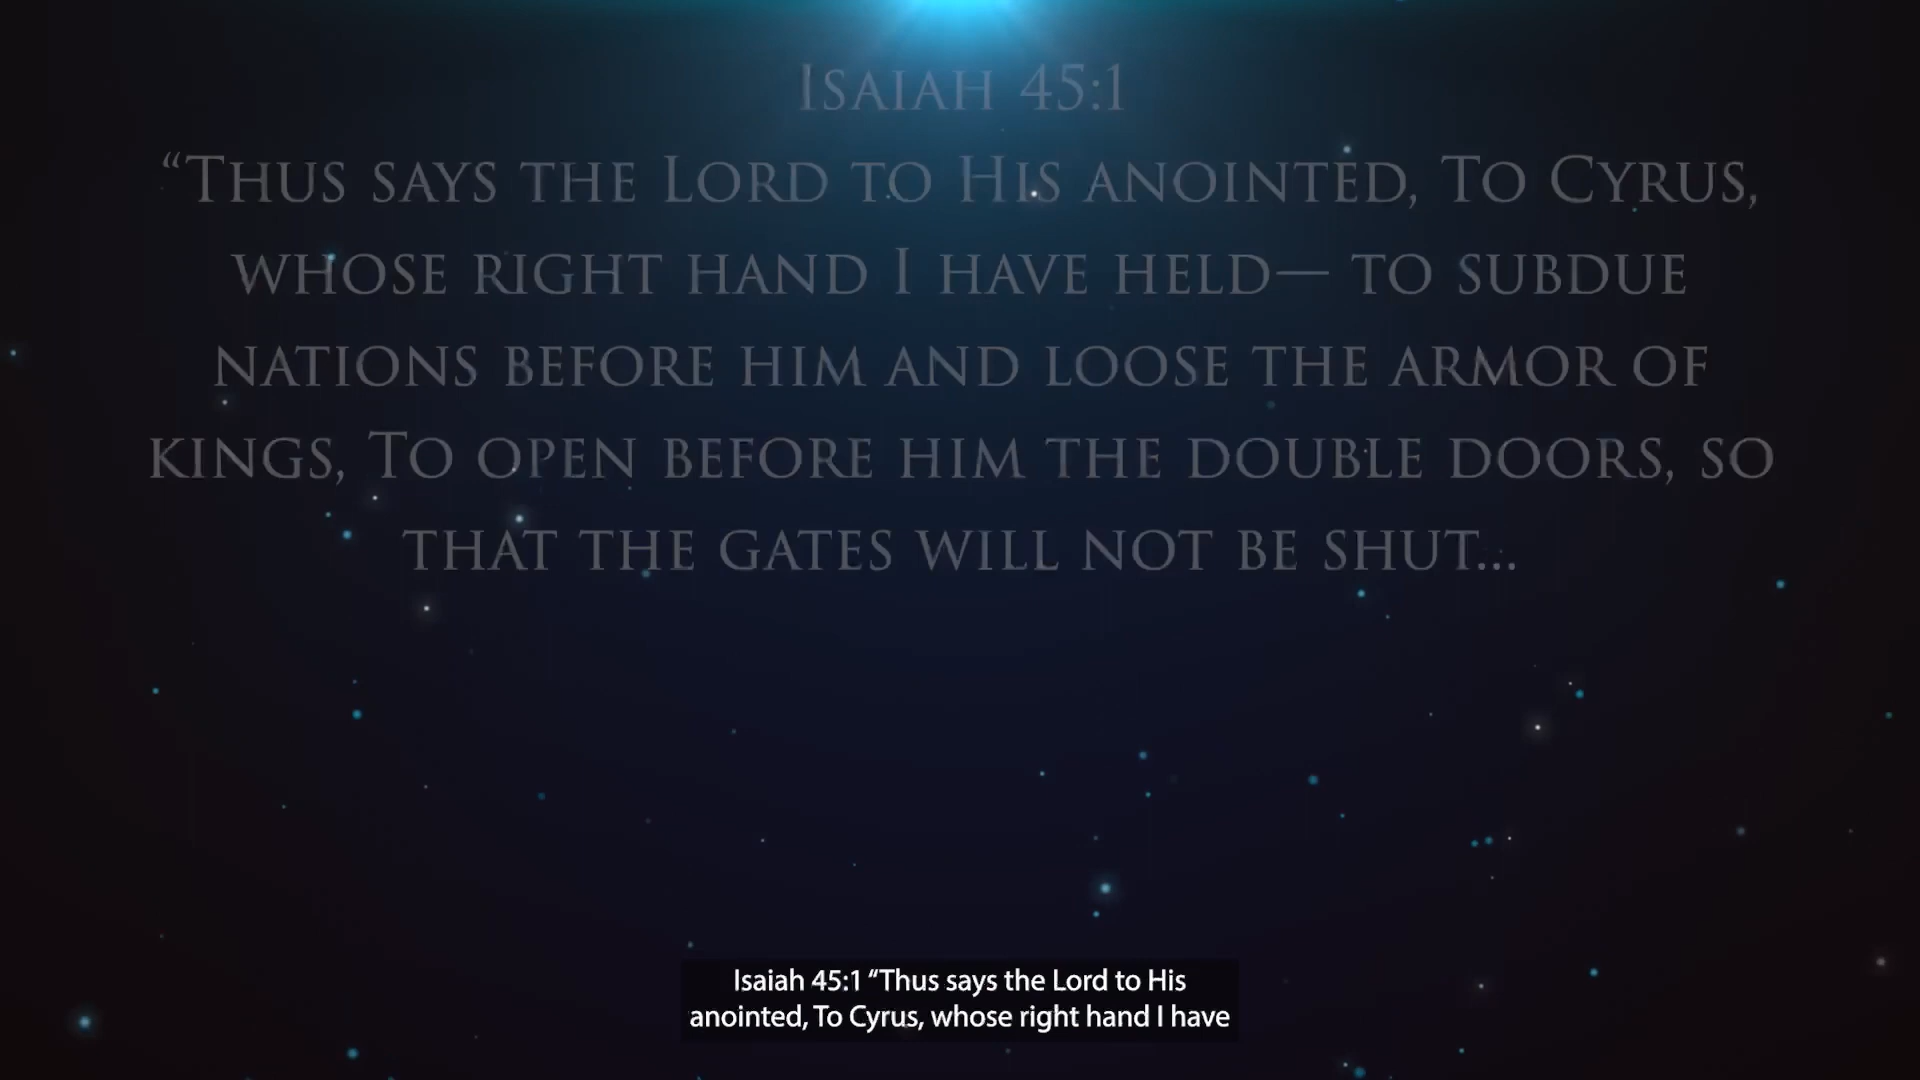 Isaiah 45:1
“Thus says the Lord to His anointed, To Cyrus,
whose right hand I have held— to subdue
nations before him and loose the armor of
kings, To open before him the double doors, so
that the gates will not be shut...
Isaiah 45:1 “Thus says the Lord to His
anointed, To Cyrus, whose right hand I have